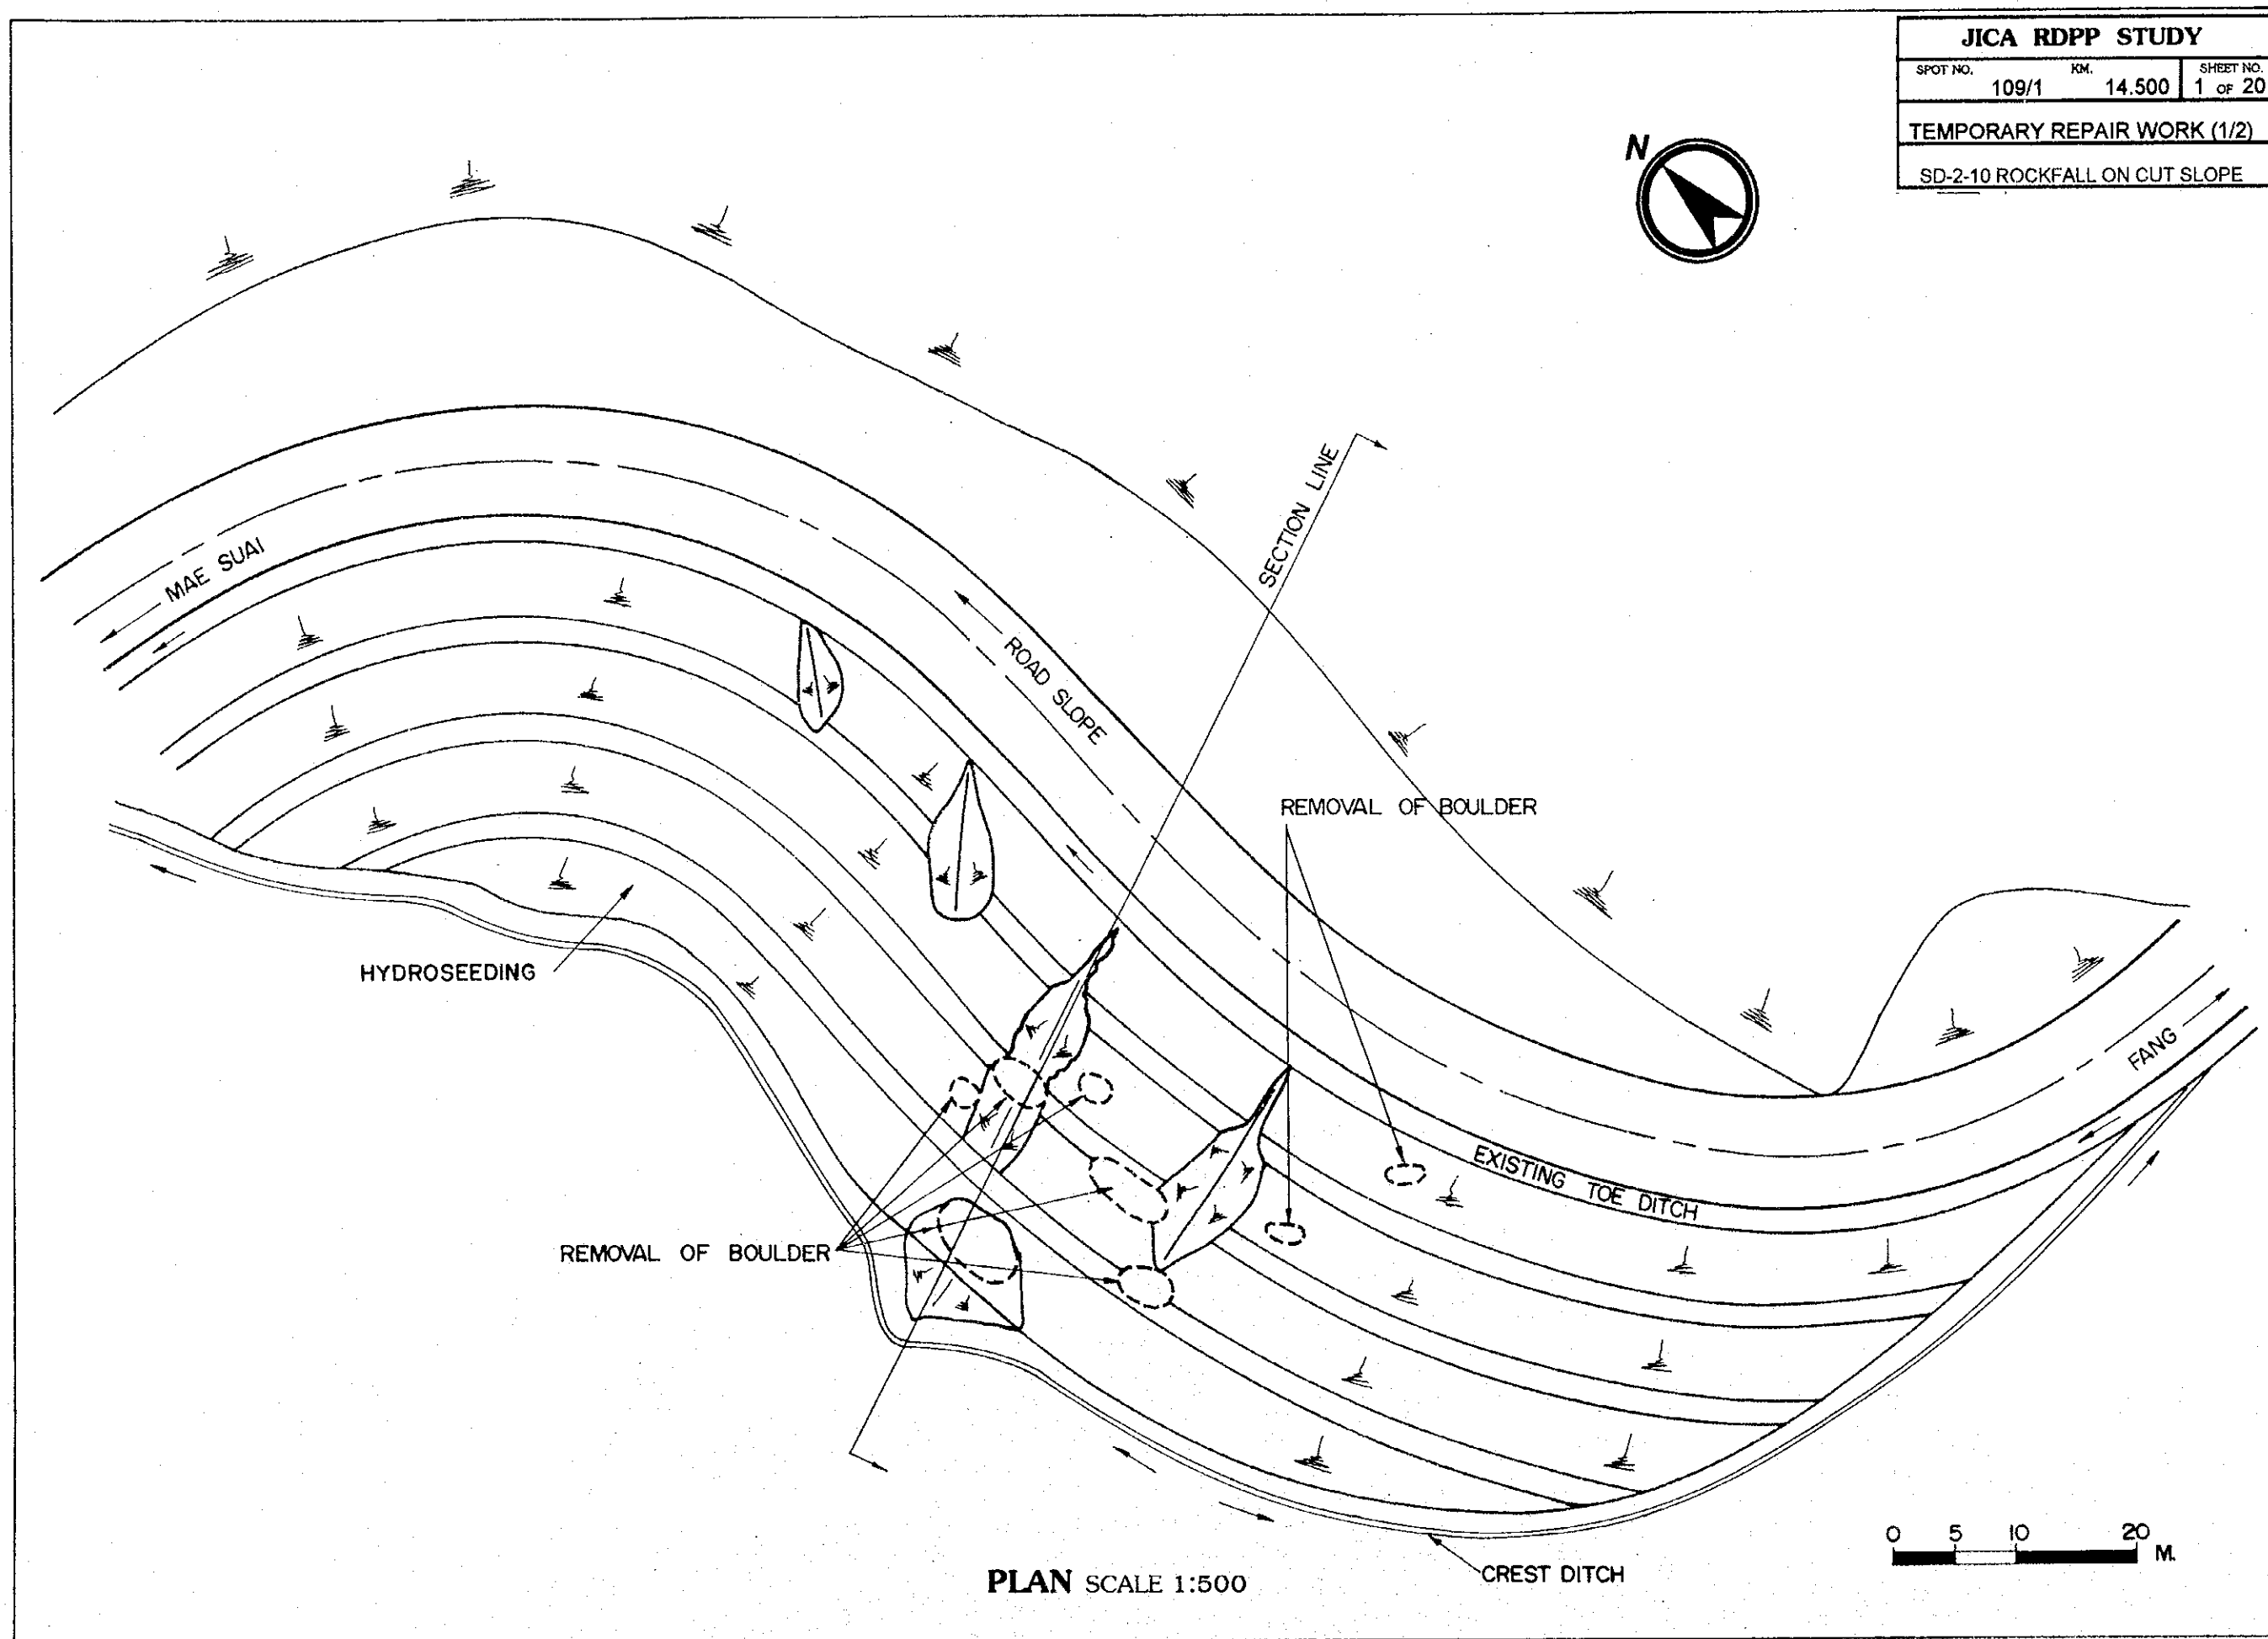 JICA RDPP STUDY
SPOT NO. 109/1 KM. 14.500 SHEET NO. 1 OF 20
TEMPORARY REPAIR WORK (1/2)
SD-2-10 ROCKFALL ON CUT SLOPE
N
SECTION LINE
MAE SUAI
ROAD SLOPE
REMOVAL OF BOULDER
HYDROSEEDING
FANG
EXISTING TOE DITCH
REMOVAL OF BOULDER
0 5 10 20 M.
CREST DITCH
PLAN SCALE 1:500